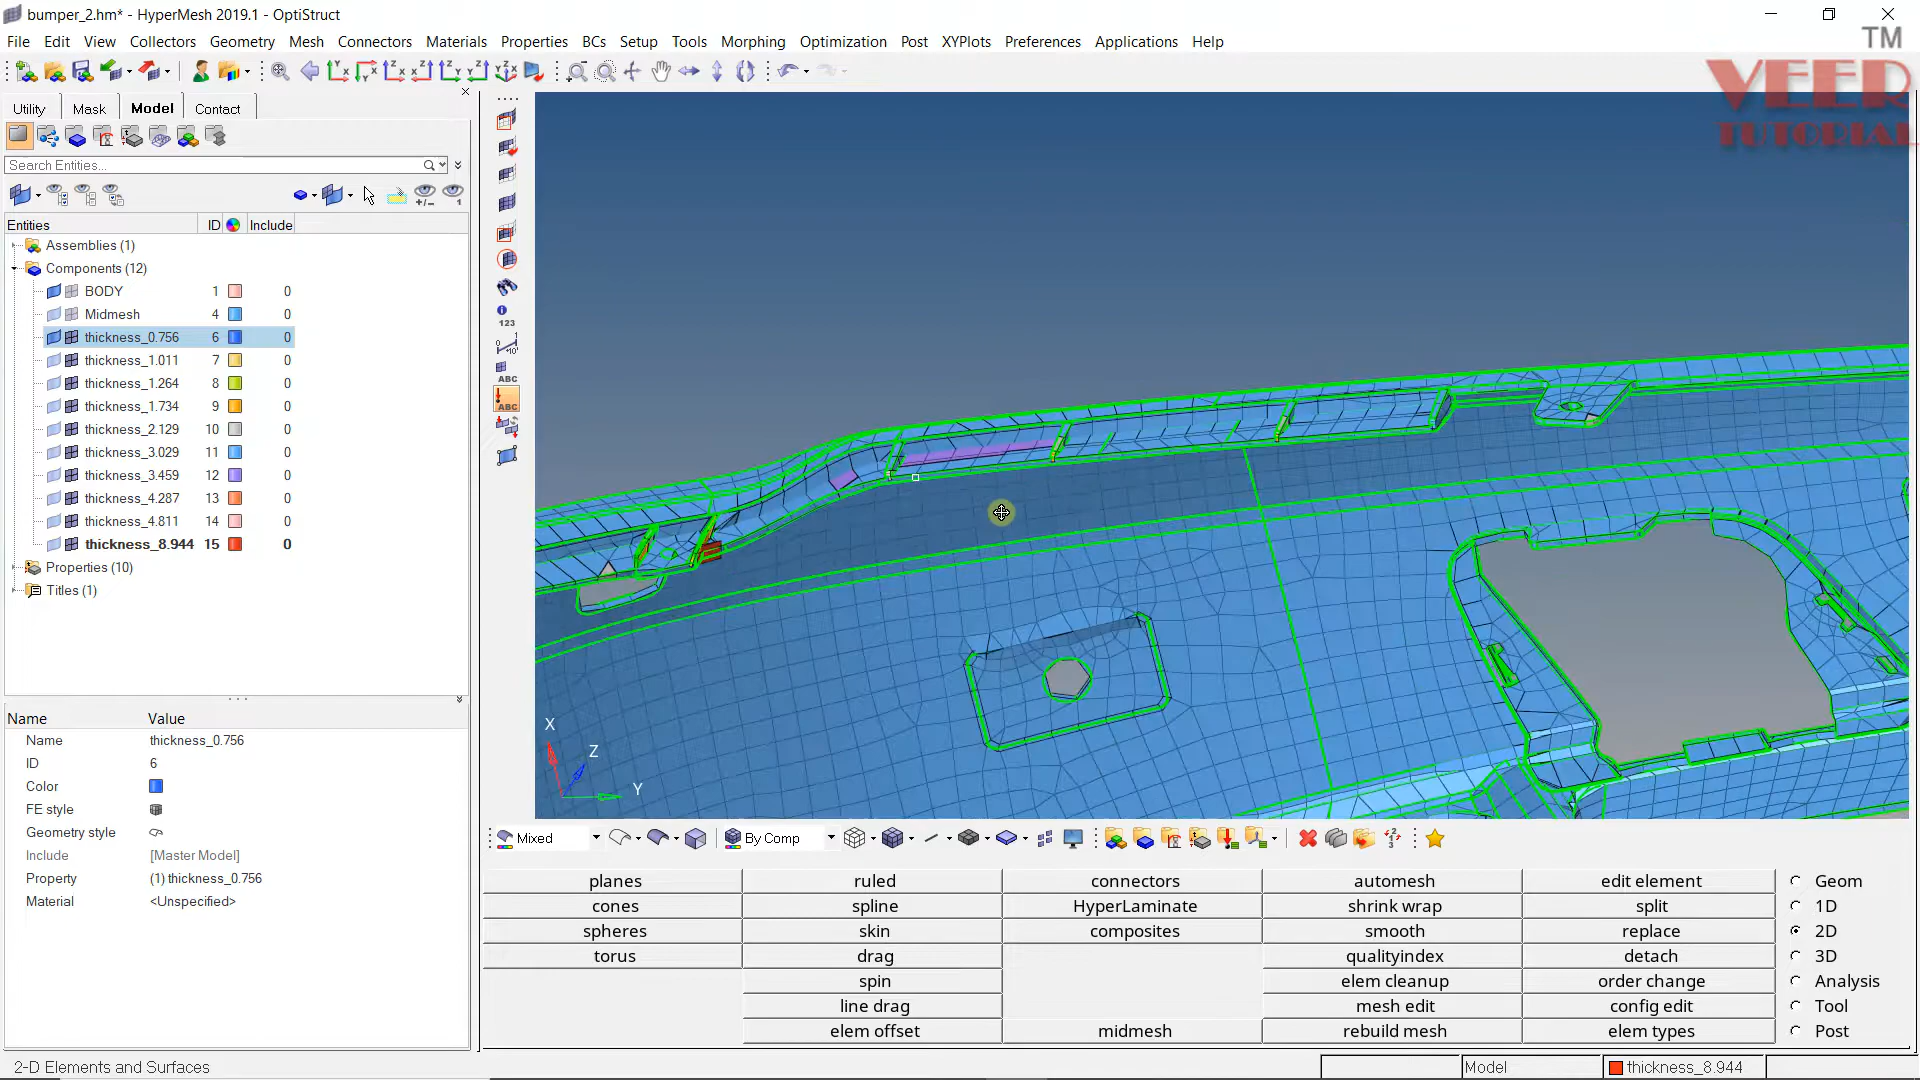 bumper_2.hm* - HyperMesh 2019.1 - OptiStruct
File Edit View Collectors Geometry Mesh Connectors Materials Properties BCs Setup Tools Morphing Optimization Post XYPlots Preferences Applications Help
TM
VEER
TUTORIAL
Utility Mask Model Contact
Search Entities...
Entities ID Include
Assemblies (1)
Components (12)
BODY 1 0
Midmesh 4 0
thickness_0.756 6 0
thickness_1.011 7 0
thickness_1.264 8 0
thickness_1.734 9 0
thickness_2.129 10 0
thickness_3.029 11 0
thickness_3.459 12 0
thickness_4.287 13 0
thickness_4.811 14 0
thickness_8.944 15 0
Properties (10)
Titles (1)
Name Value
Name thickness_0.756
ID 6
Color
FE style
Geometry style
Include [Master Model]
Property (1) thickness_0.756
Material <Unspecified>
123
ABC
ABC
X
Z
Y
Mixed By Comp
planes ruled connectors automesh edit element Geom
cones spline HyperLaminate shrink wrap split 1D
spheres skin composites smooth replace 2D
torus drag qualityindex detach 3D
spin elem cleanup order change Analysis
line drag mesh edit config edit Tool
elem offset midmesh rebuild mesh elem types Post
2-D Elements and Surfaces Model thickness_8.944